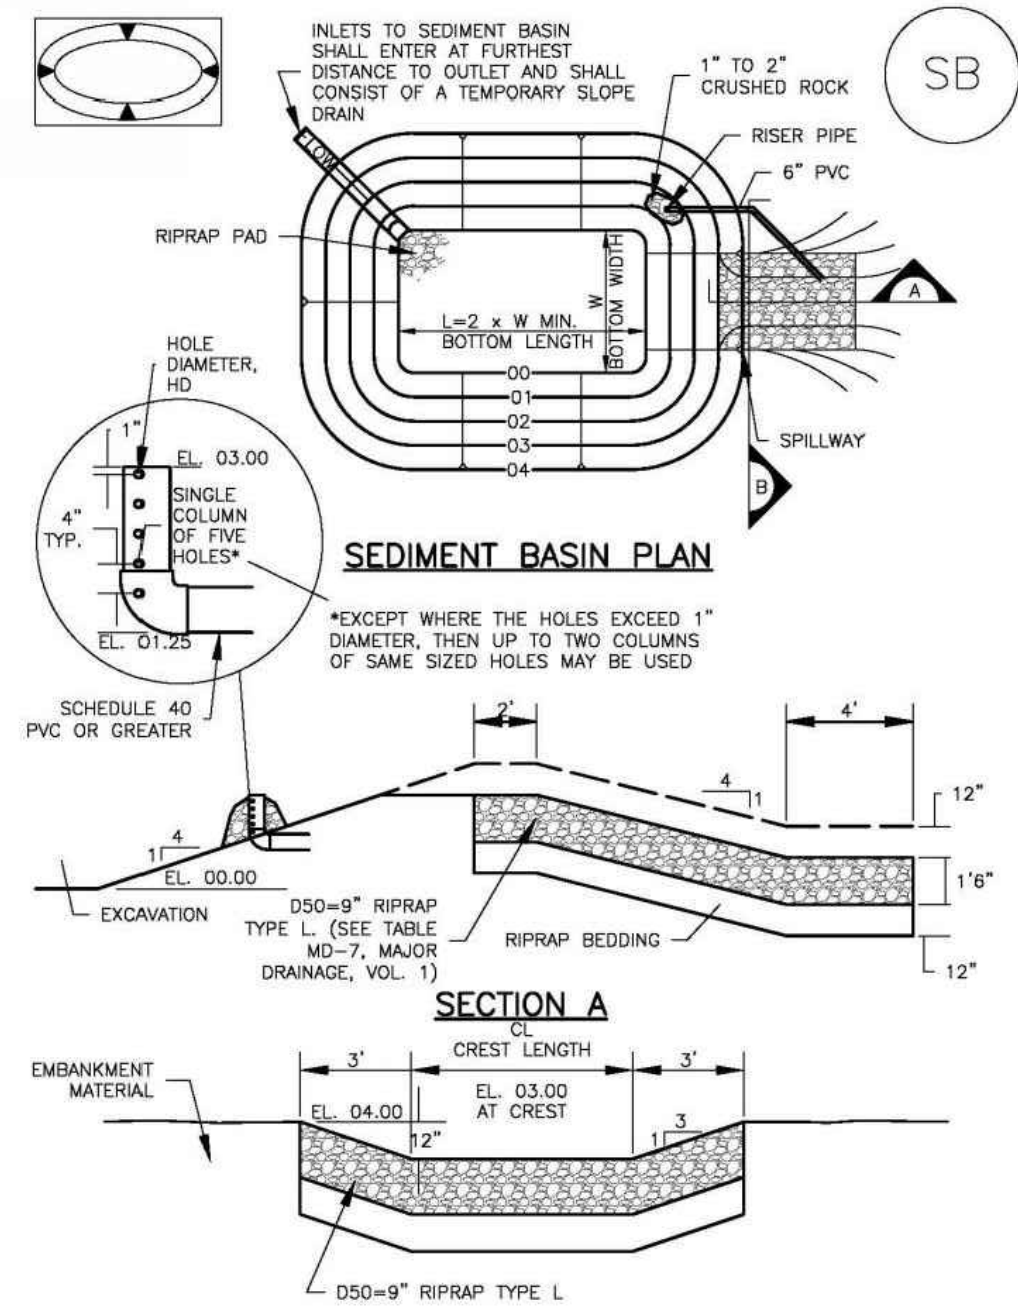 INLETS TO SEDIMENT BASIN
SHALL ENTER AT FURTHEST
DISTANCE TO OUTLET AND SHALL
CONSIST OF A TEMPORARY SLOPE
DRAIN
1" TO 2"
CRUSHED ROCK
SB
RISER PIPE
6" PVC
FLOW
RIPRAP PAD
BOTTOM WIDTH
W
L=2 x W MIN.
BOTTOM LENGTH
A
00
01
02
03
04
SPILLWAY
B
HOLE
DIAMETER,
HD
1"
EL. 03.00
SINGLE
COLUMN
OF FIVE
HOLES*
4"
TYP.
EL. 01.25
SEDIMENT BASIN PLAN
*EXCEPT WHERE THE HOLES EXCEED 1"
DIAMETER, THEN UP TO TWO COLUMNS
OF SAME SIZED HOLES MAY BE USED
SCHEDULE 40
PVC OR GREATER
2'
4'
4
1
12"
4
1
EL. 00.00
EXCAVATION
1'6"
D50=9" RIPRAP
TYPE L. (SEE TABLE
MD-7, MAJOR
DRAINAGE, VOL. 1)
RIPRAP BEDDING
12"
SECTION A
CL
CREST LENGTH
3'
3'
EMBANKMENT
MATERIAL
EL. 04.00
EL. 03.00
AT CREST
12"
3
1
D50=9" RIPRAP TYPE L